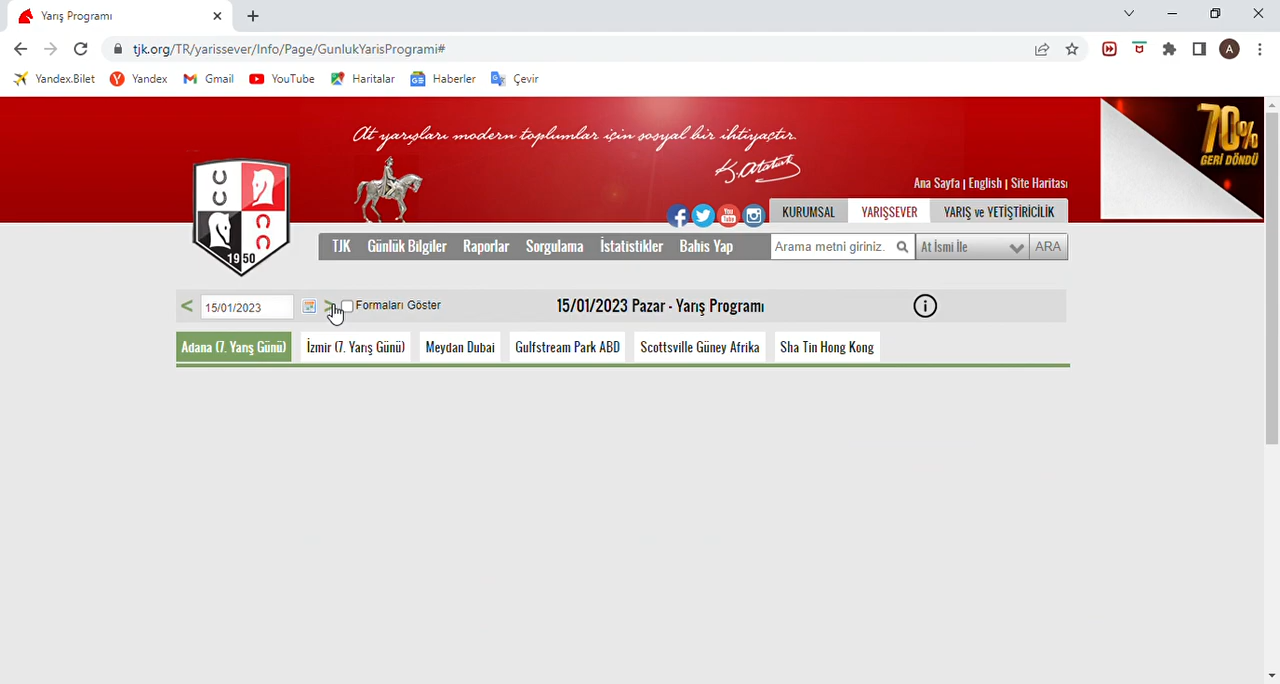 Yarış Programı
tjk.org/TR/yarissever/Info/Page/GunlukYarisProgrami#
A
Yandex.Bilet Yandex Gmail YouTube Haritalar Haberler Çevir
At yarışları modern toplumlar için sosyal bir ihtiyaçtır.
K. Atatürk
70%
GERİ DÖNDÜ
Ana Sayfa | English | Site Haritası
1950
KURUMSAL YARIŞSEVER YARIŞ ve YETİŞTİRİCİLİK
TJK Günlük Bilgiler Raporlar Sorgulama İstatistikler Bahis Yap Arama metni giriniz. At İsmi İle ARA
< 15/01/2023 > Formaları Göster 15/01/2023 Pazar - Yarış Programı
Adana (7. Yarış Günü) İzmir (7. Yarış Günü) Meydan Dubai Gulfstream Park ABD Scottsville Güney Afrika Sha Tin Hong Kong